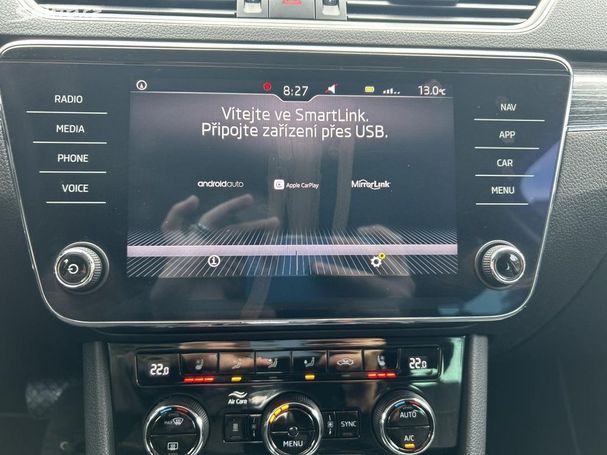 8:27
13.0°C
RADIO
MEDIA
PHONE
VOICE
Vítejte ve SmartLink.
Připojte zařízení přes USB.
androidauto
Apple CarPlay
MirrorLink
NAV
APP
CAR
MENU
22.0
22.0
Air Care
MAX
MENU
SYNC
AUTO
A/C